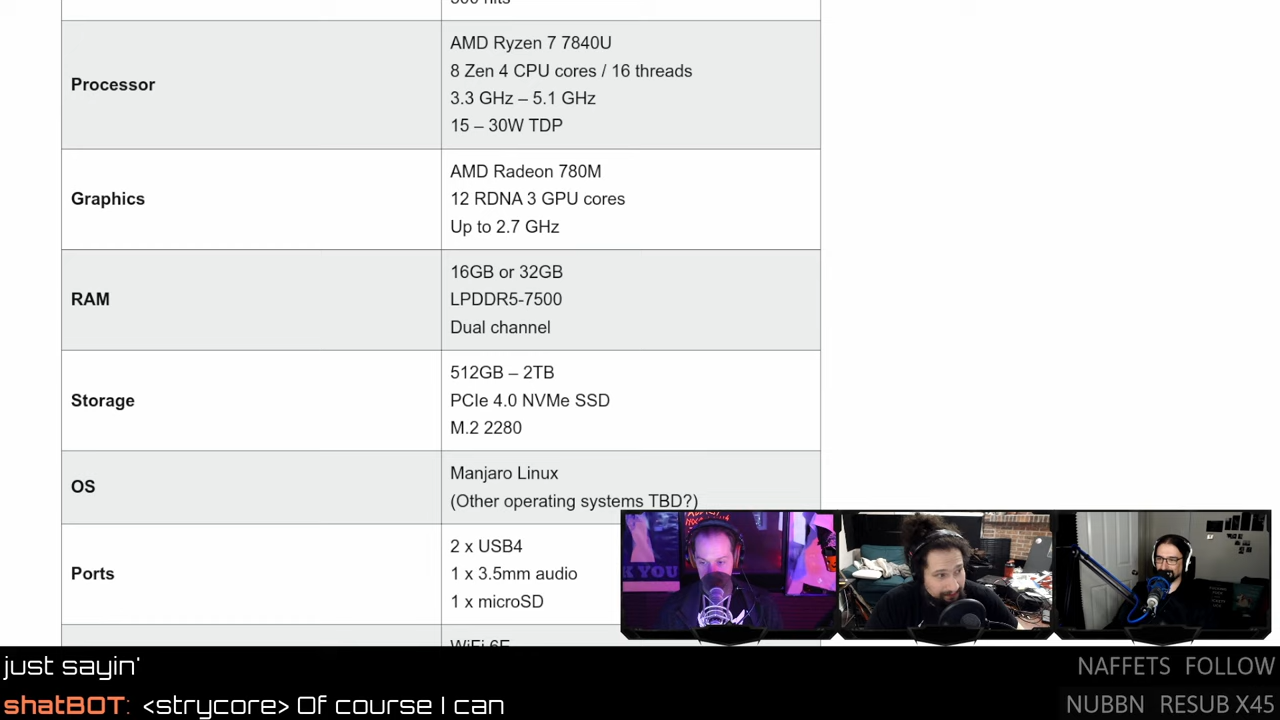 Processor
AMD Ryzen 7 7840U
8 Zen 4 CPU cores / 16 threads
3.3 GHz – 5.1 GHz
15 – 30W TDP
Graphics
AMD Radeon 780M
12 RDNA 3 GPU cores
Up to 2.7 GHz
RAM
16GB or 32GB
LPDDR5-7500
Dual channel
Storage
512GB – 2TB
PCIe 4.0 NVMe SSD
M.2 2280
OS
Manjaro Linux
(Other operating systems TBD?)
Ports
2 x USB4
1 x 3.5mm audio
1 x microSD
WiFi 6E
K YOU
just sayin'
shatBOT: <strycore> Of course I can
NAFFETS FOLLOW
NUBBN RESUB X45